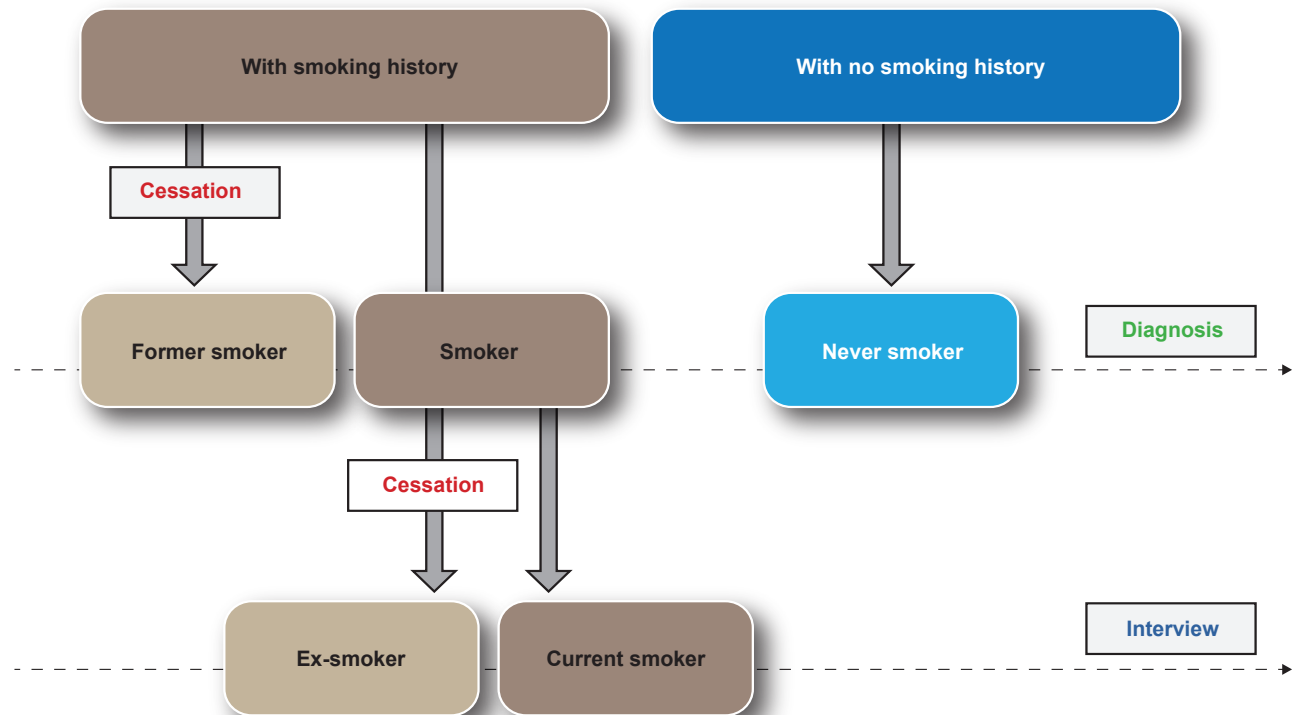 With smoking history
With no smoking history
Cessation
Former smoker
Smoker
Never smoker
Diagnosis
Cessation
Ex-smoker
Current smoker
Interview